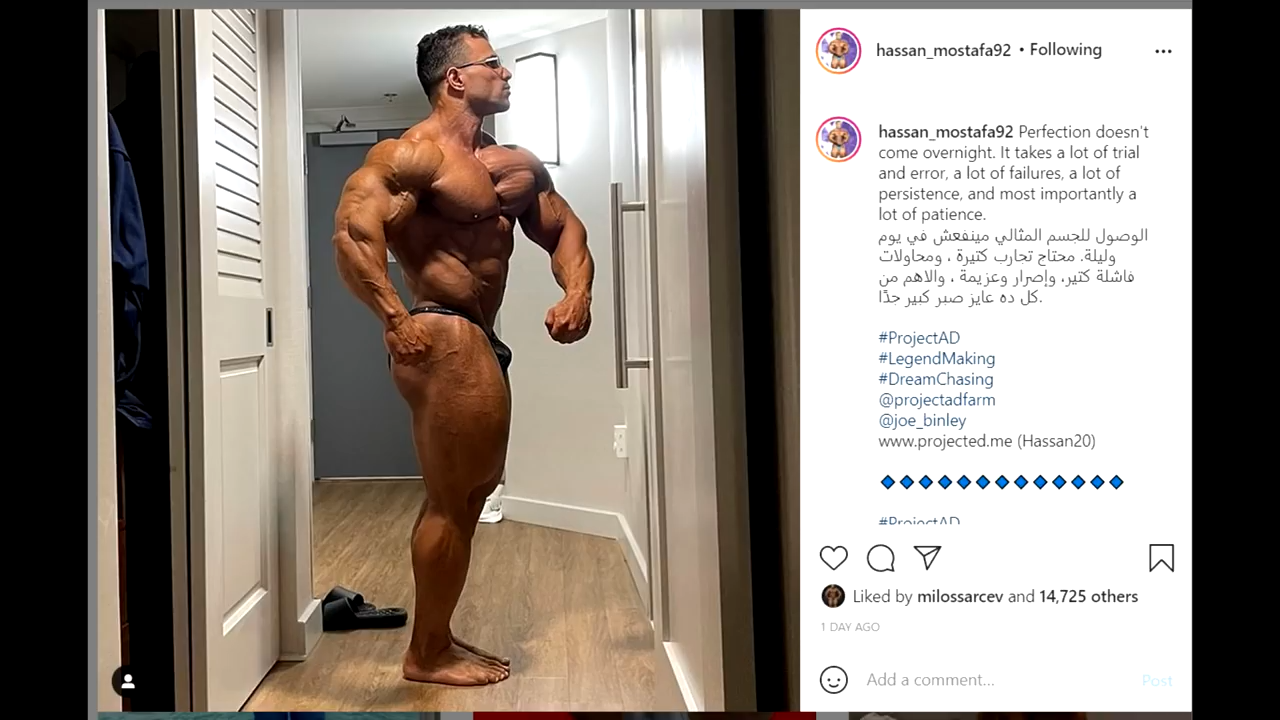 hassan_mostafa92 • Following
hassan_mostafa92 Perfection doesn't
come overnight. It takes a lot of trial
and error, a lot of failures, a lot of
persistence, and most importantly a
lot of patience.
الوصول للجسم المثالي مينفعش في يوم
وليلة. محتاج تجارب كتيرة ، ومحاولات
فاشلة كتير، وإصرار وعزيمة ، والاهم من
كل ده عايز صبر كبير جدًا.
#ProjectAD
#LegendMaking
#DreamChasing
@projectadfarm
@joe_binley
www.projected.me (Hassan20)
#ProjectAD
Liked by milossarcev and 14,725 others
1 DAY AGO
Add a comment...
Post